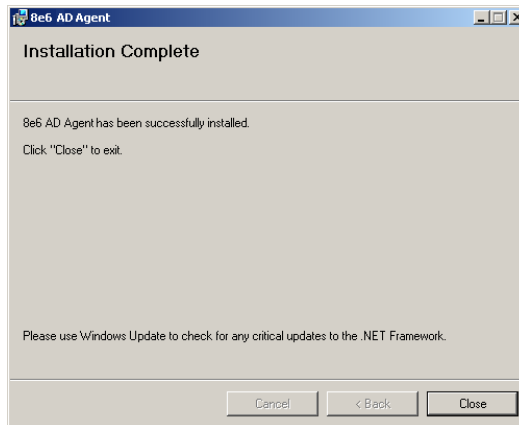 8e6 AD Agent
Installation Complete
8e6 AD Agent has been successfully installed.
Click "Close" to exit.
Please use Windows Update to check for any critical updates to the .NET Framework.
Cancel
< Back
Close